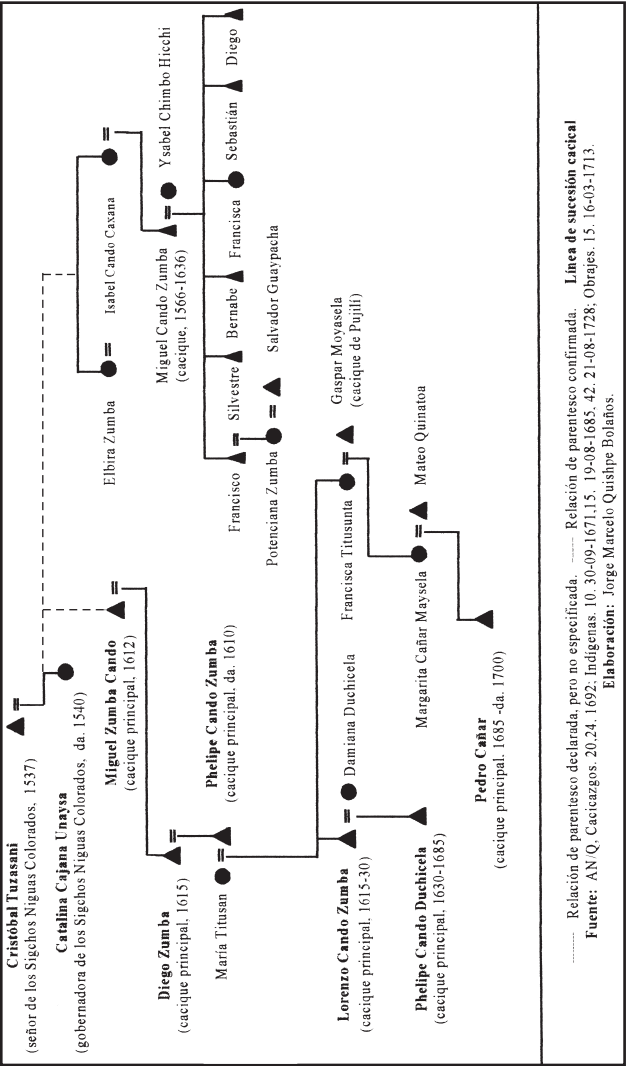 Cristóbal Tuzasani
(señor de los Sigchos Niguas Colorados, 1537)
Catalina Cajana Unaysa
(gobernadora de los Sigchos Niguas Colorados, da. 1540)
Elbira Zumba
Isabel Cando Caxana
Miguel Zumba Cando
(cacique principal, 1612)
Miguel Cando Zumba
(cacique, 1566-1636)
Ysabel Chimbo Hicchi
Diego Zumba
(cacique principal, 1615)
Phelipe Cando Zumba
(cacique principal, da. 1610)
Francisco
Silvestre
Bernabe
Francisca
Sebastián
Diego
María Titusan
Potenciana Zumba
Salvador Guaypacha
Lorenzo Cando Zumba
(cacique principal, 1615-30)
Damiana Duchicela
Francisca Titusunta
Gaspar Moyasela
(cacique de Pujilí)
Phelipe Cando Duchicela
(cacique principal, 1630-1685)
Margarita Cañar Maysela
Mateo Quinatoa
Pedro Cañar
(cacique principal, 1685 -da. 1700)
Relación de parentesco declarada, pero no especificada. ----- Relación de parentesco confirmada. Línea de sucesión cacical
Fuente: AN/Q, Cacicazgos. 20.24. 1692; Indígenas. 10. 30-09-1671.15. 19-08-1685. 42. 21-08-1728; Obrajes. 15. 16-03-1713.
Elaboración: Jorge Marcelo Quishpe Bolaños.